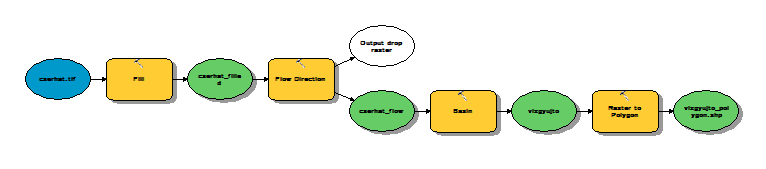 Output drop
raster
cserhat.tif
Fill
cserhat_fille
d
Flow Direction
cserhat_flow
Basin
vizgyujto
Raster to
Polygon
vizgyujto_pol
ygon.shp